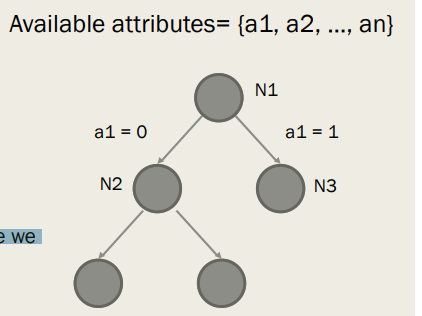 Available attributes= {a1, a2, ..., an}
N1
a1 = 0
a1 = 1
N2
N3
e we